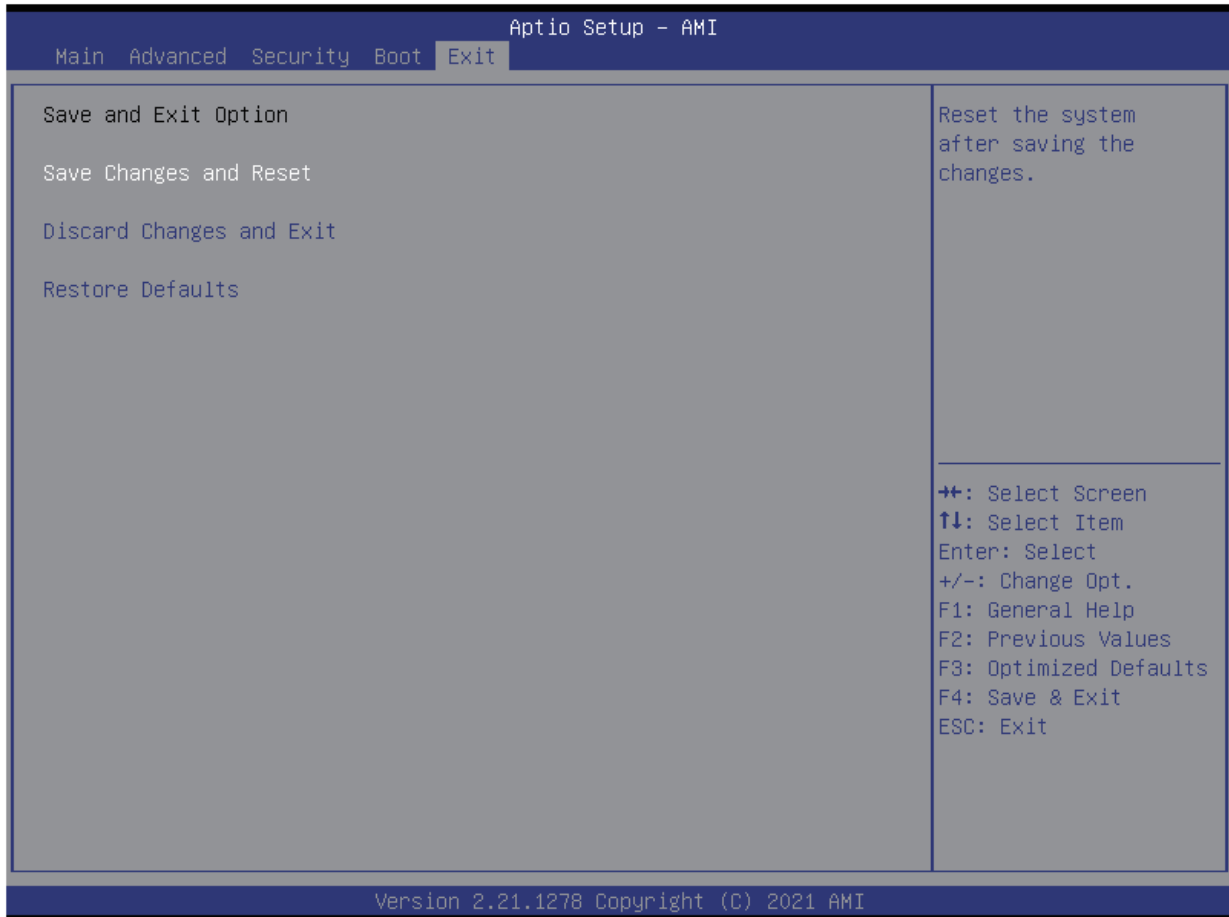 Aptio Setup – AMI
Main Advanced Security Boot Exit
Save and Exit Option
Save Changes and Reset
Discard Changes and Exit
Restore Defaults
Reset the system
after saving the
changes.
→←: Select Screen
↑↓: Select Item
Enter: Select
+/-: Change Opt.
F1: General Help
F2: Previous Values
F3: Optimized Defaults
F4: Save & Exit
ESC: Exit
Version 2.21.1278 Copyright (C) 2021 AMI